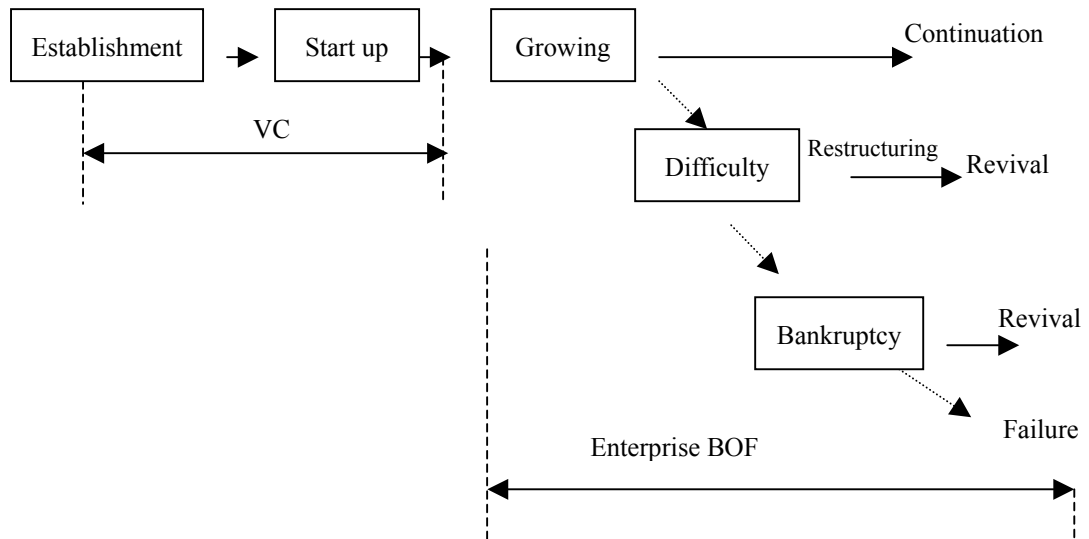 Establishment
Start up
Growing
Continuation
VC
Difficulty
Restructuring
Revival
Bankruptcy
Revival
Failure
Enterprise BOF